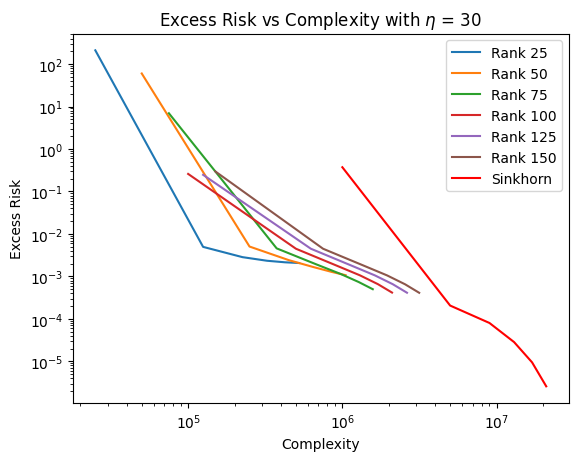 Excess Risk vs Complexity with η = 30
Excess Risk
10²
10¹
10⁰
10⁻¹
10⁻²
10⁻³
10⁻⁴
10⁻⁵
Rank 25
Rank 50
Rank 75
Rank 100
Rank 125
Rank 150
Sinkhorn
10⁵ 10⁶ 10⁷
Complexity